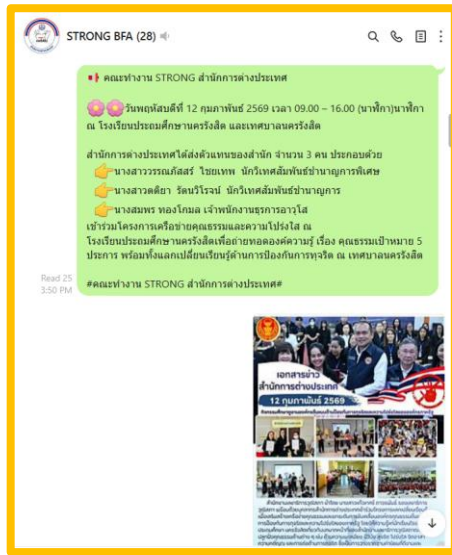 STRONG BFA (28)
คณะทำงาน STRONG สำนักการต่างประเทศ
วันพฤหัสบดีที่ 12 กุมภาพันธ์ 2569 เวลา 09.00 – 16.00 (นาฬิกา)นาฬิกา
ณ โรงเรียนประถมศึกษานครรังสิต และเทศบาลนครรังสิต
สำนักการต่างประเทศได้ส่งตัวแทนของสำนัก จำนวน 3 คน ประกอบด้วย
👉นางสาววรรณภัสสร์ ไชยเทพ นักวิเทศสัมพันธ์ชำนาญการพิเศษ
👉นางสาวตติยา รัตนวิโรจน์ นักวิเทศสัมพันธ์ชำนาญการ
👉นางสมพร ทองโกมล เจ้าพนักงานธุรการอาวุโส
เข้าร่วมโครงการเครือข่ายคุณธรรมและความโปร่งใส ณ
โรงเรียนประถมศึกษานครรังสิตเพื่อถ่ายทอดองค์ความรู้ เรื่อง คุณธรรมเป้าหมาย 5
ประการ พร้อมทั้งแลกเปลี่ยนเรียนรู้ด้านการป้องกันการทุจริต ณ เทศบาลนครรังสิต
#คณะทำงาน STRONG สำนักการต่างประเทศ#
Read 25
3:50 PM
เอกสารข่าว
สำนักการต่างประเทศ
12 กุมภาพันธ์ 2569